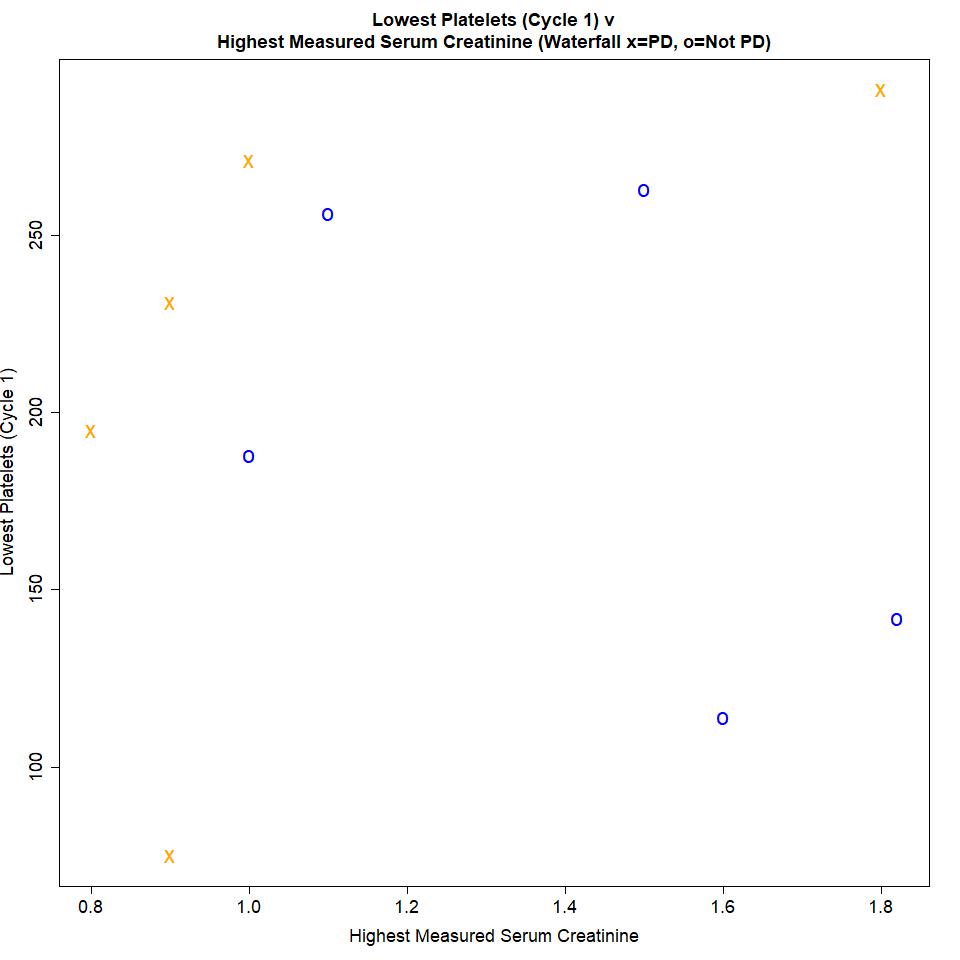 Lowest Platelets (Cycle 1) v
Highest Measured Serum Creatinine (Waterfall x=PD, o=Not PD)
Lowest Platelets (Cycle 1)
250
200
150
100
x
x
o
o
x
x
o
o
o
x
0.8 1.0 1.2 1.4 1.6 1.8
Highest Measured Serum Creatinine